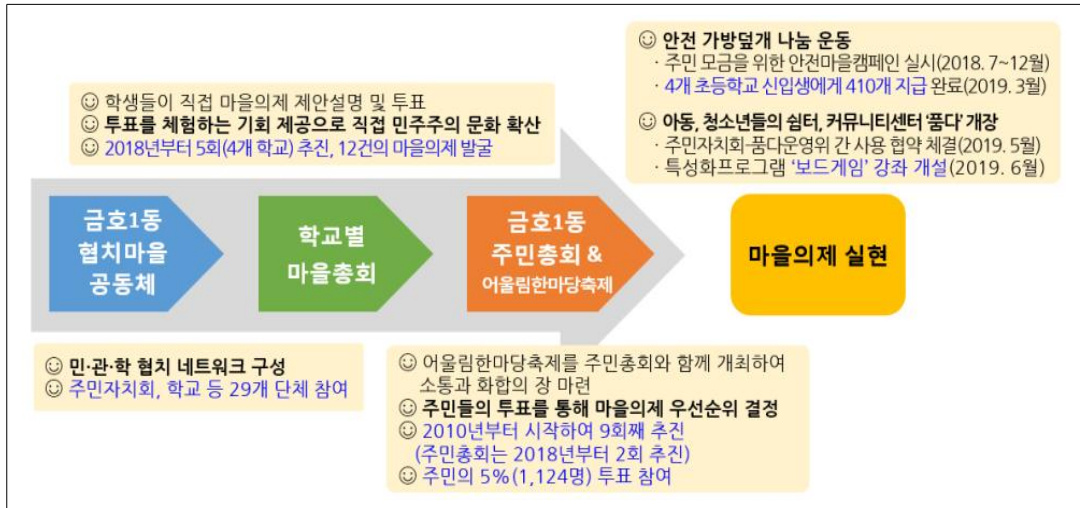 ☺ 안전 가방덮개 나눔 운동
· 주민 모금을 위한 안전마을캠페인 실시(2018. 7~12월)
· 4개 초등학교 신입생에게 410개 지급 완료(2019. 3월)
☺ 아동, 청소년들의 쉼터, 커뮤니티센터 ‘품다’ 개장
· 주민자치회-품다운영위 간 사용 협약 체결(2019. 5월)
· 특성화프로그램 ‘보드게임’ 강좌 개설(2019. 6월)
☺ 학생들이 직접 마을의제 제안설명 및 투표
☺ 투표를 체험하는 기회 제공으로 직접 민주주의 문화 확산
☺ 2018년부터 5회(4개 학교) 추진, 12건의 마을의제 발굴
금호1동
협치마을
공동체
학교별
마을총회
금호1동
주민총회 &
어울림한마당축제
마을의제 실현
☺ 민·관·학 협치 네트워크 구성
☺ 주민자치회, 학교 등 29개 단체 참여
☺ 어울림한마당축제를 주민총회와 함께 개최하여
소통과 화합의 장 마련
☺ 주민들의 투표를 통해 마을의제 우선순위 결정
☺ 2010년부터 시작하여 9회째 추진
(주민총회는 2018년부터 2회 추진)
☺ 주민의 5%(1,124명) 투표 참여